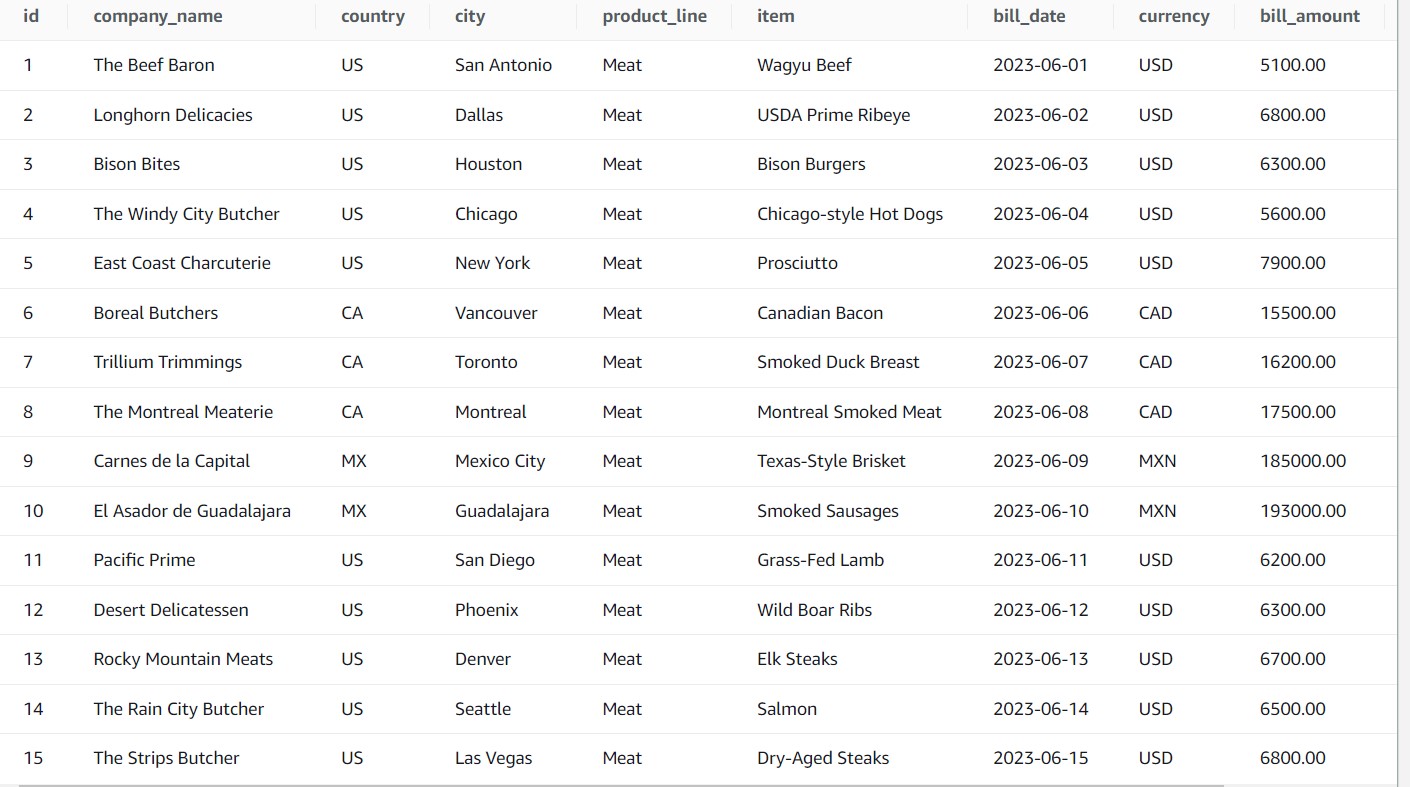 id company_name country city product_line item bill_date currency bill_amount
1 The Beef Baron US San Antonio Meat Wagyu Beef 2023-06-01 USD 5100.00
2 Longhorn Delicacies US Dallas Meat USDA Prime Ribeye 2023-06-02 USD 6800.00
3 Bison Bites US Houston Meat Bison Burgers 2023-06-03 USD 6300.00
4 The Windy City Butcher US Chicago Meat Chicago-style Hot Dogs 2023-06-04 USD 5600.00
5 East Coast Charcuterie US New York Meat Prosciutto 2023-06-05 USD 7900.00
6 Boreal Butchers CA Vancouver Meat Canadian Bacon 2023-06-06 CAD 15500.00
7 Trillium Trimmings CA Toronto Meat Smoked Duck Breast 2023-06-07 CAD 16200.00
8 The Montreal Meaterie CA Montreal Meat Montreal Smoked Meat 2023-06-08 CAD 17500.00
9 Carnes de la Capital MX Mexico City Meat Texas-Style Brisket 2023-06-09 MXN 185000.00
10 El Asador de Guadalajara MX Guadalajara Meat Smoked Sausages 2023-06-10 MXN 193000.00
11 Pacific Prime US San Diego Meat Grass-Fed Lamb 2023-06-11 USD 6200.00
12 Desert Delicatessen US Phoenix Meat Wild Boar Ribs 2023-06-12 USD 6300.00
13 Rocky Mountain Meats US Denver Meat Elk Steaks 2023-06-13 USD 6700.00
14 The Rain City Butcher US Seattle Meat Salmon 2023-06-14 USD 6500.00
15 The Strips Butcher US Las Vegas Meat Dry-Aged Steaks 2023-06-15 USD 6800.00